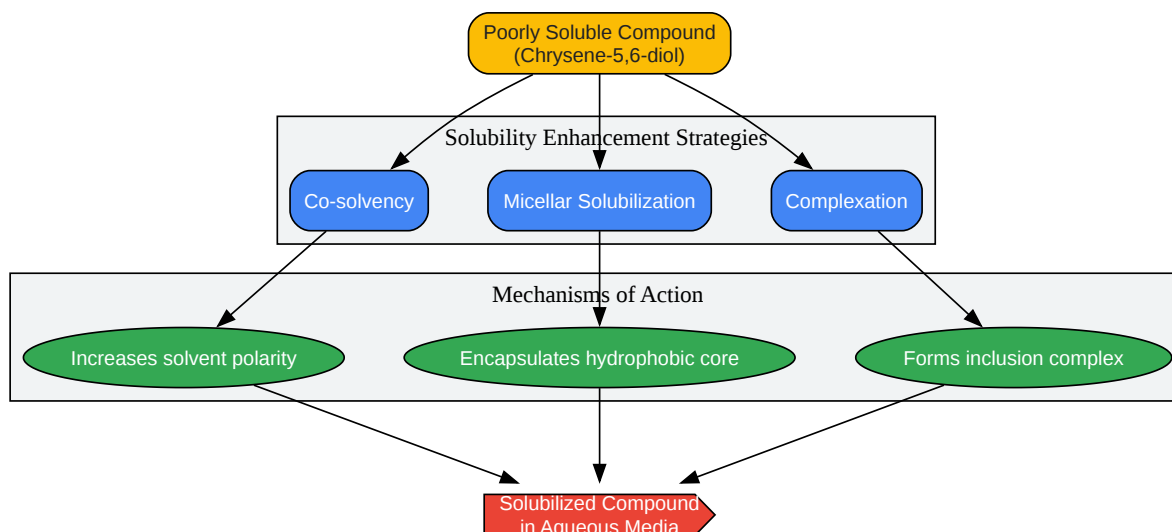 Poorly Soluble Compound
(Chrysene-5,6-diol)
Solubility Enhancement Strategies
Co-solvency
Micellar Solubilization
Complexation
Mechanisms of Action
Increases solvent polarity
Encapsulates hydrophobic core
Forms inclusion complex
Solubilized Compound
in Aqueous Media